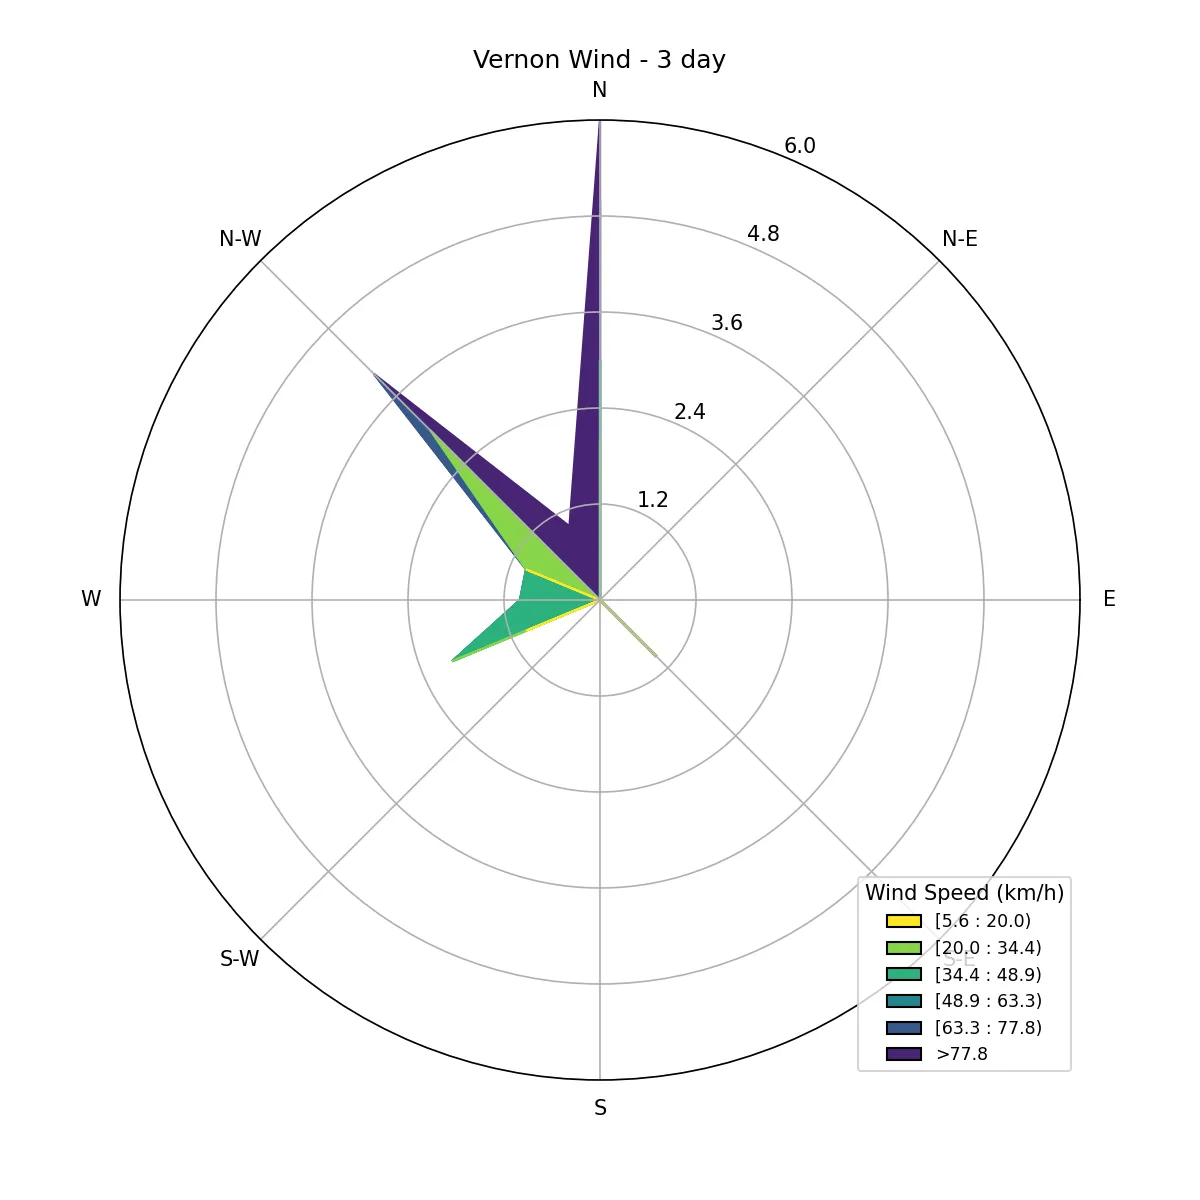 Vernon Wind - 3 day
N
6.0
N-W
4.8
N-E
3.6
2.4
1.2
W
E
Wind Speed (km/h)
[5.6 : 20.0)
[20.0 : 34.4)
S-W
S-E
[34.4 : 48.9)
[48.9 : 63.3)
[63.3 : 77.8)
>77.8
S